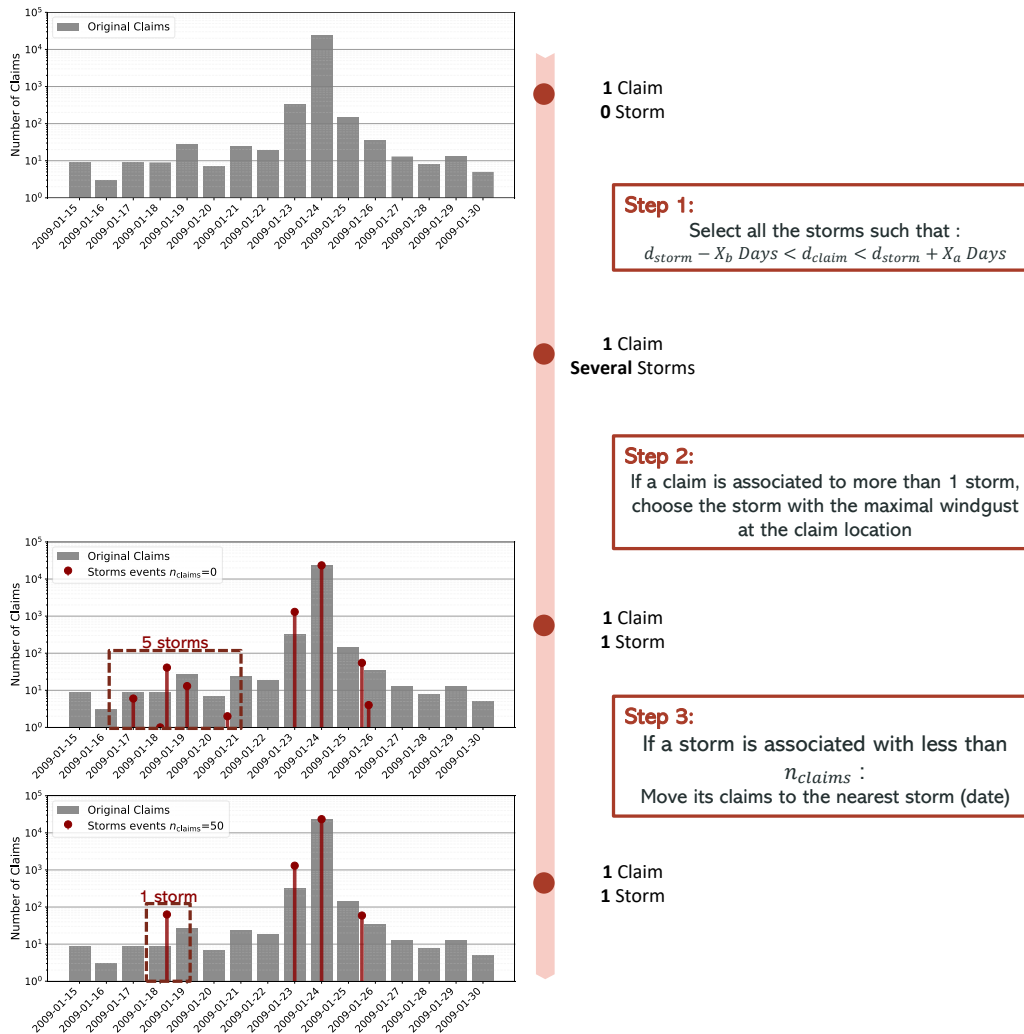 10^5
10^4
10^3
10^2
10^1
10^0
Number of Claims
Original Claims
2009-01-15
2009-01-16
2009-01-17
2009-01-18
2009-01-19
2009-01-20
2009-01-21
2009-01-22
2009-01-23
2009-01-24
2009-01-25
2009-01-26
2009-01-27
2009-01-28
2009-01-29
2009-01-30
1 Claim
0 Storm
Step 1:
Select all the storms such that :
d_storm − X_b Days < d_claim < d_storm + X_a Days
1 Claim
Several Storms
Step 2:
If a claim is associated to more than 1 storm,
choose the storm with the maximal windgust
at the claim location
10^5
10^4
10^3
10^2
10^1
10^0
Number of Claims
Original Claims
Storms events n_claims=0
5 storms
2009-01-15
2009-01-16
2009-01-17
2009-01-18
2009-01-19
2009-01-20
2009-01-21
2009-01-22
2009-01-23
2009-01-24
2009-01-25
2009-01-26
2009-01-27
2009-01-28
2009-01-29
2009-01-30
1 Claim
1 Storm
Step 3:
If a storm is associated with less than
n_claims :
Move its claims to the nearest storm (date)
10^5
10^4
10^3
10^2
10^1
10^0
Number of Claims
Original Claims
Storms events n_claims=50
1 storm
2009-01-15
2009-01-16
2009-01-17
2009-01-18
2009-01-19
2009-01-20
2009-01-21
2009-01-22
2009-01-23
2009-01-24
2009-01-25
2009-01-26
2009-01-27
2009-01-28
2009-01-29
2009-01-30
1 Claim
1 Storm